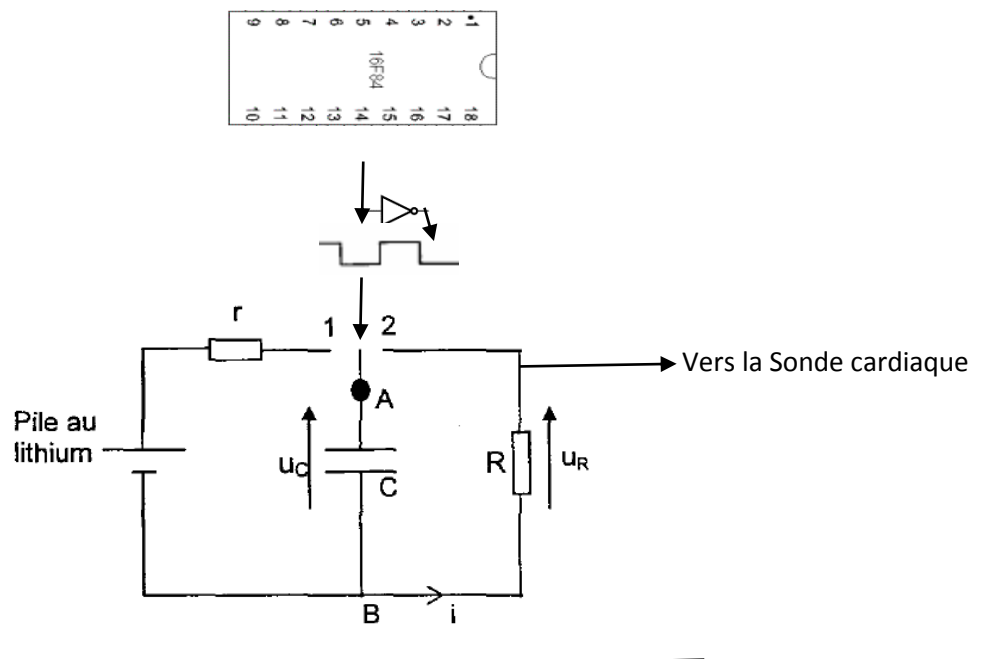 9 8 7 6 5 4 3 2 •1
16F84
10 11 12 13 14 15 16 17 18
r
1 2
Vers la Sonde cardiaque
A
Pile au
lithium
uC
C
R
uR
B
i